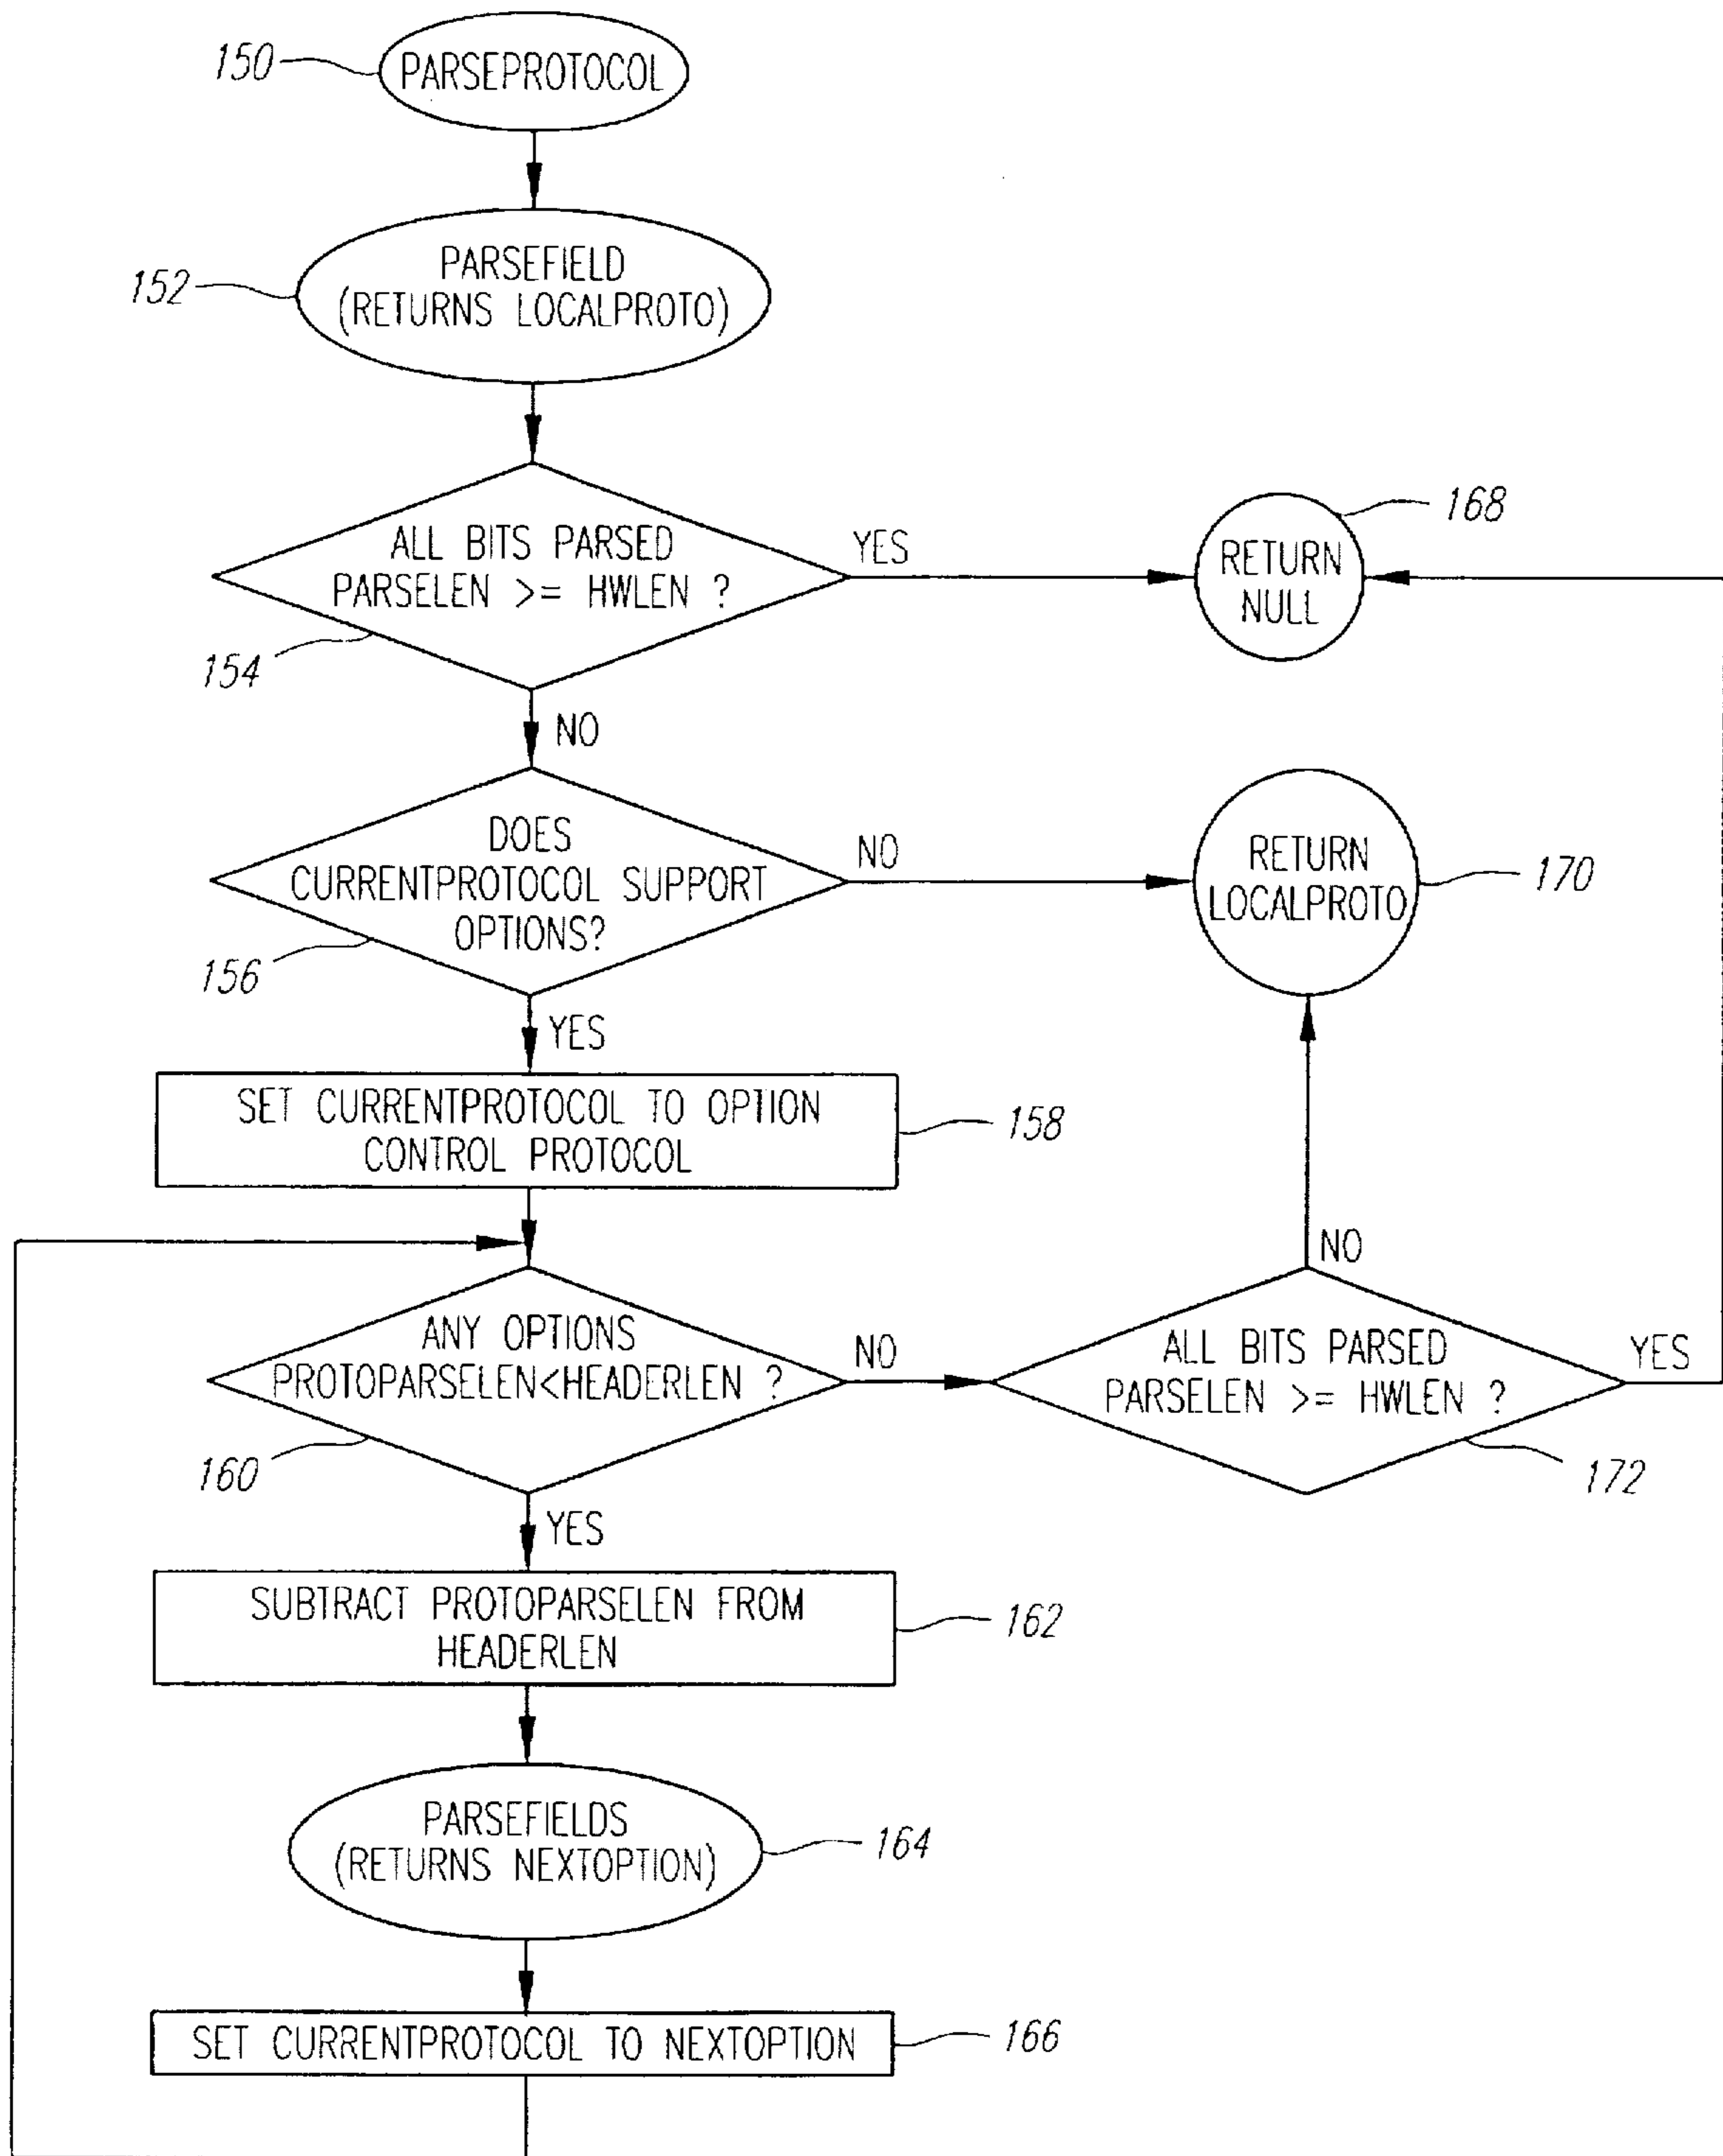 150
PARSEPROTOCOL
152
PARSEFIELD
(RETURNS LOCALPROTO)
ALL BITS PARSED
PARSELEN >= HWLEN ?
154
YES
168
RETURN
NULL
NO
DOES
CURRENTPROTOCOL SUPPORT
OPTIONS?
156
NO
RETURN
LOCALPROTO
170
YES
SET CURRENTPROTOCOL TO OPTION
CONTROL PROTOCOL
158
ANY OPTIONS
PROTOPARSELEN<HEADERLEN ?
160
NO
ALL BITS PARSED
PARSELEN >= HWLEN ?
172
NO
YES
YES
SUBTRACT PROTOPARSELEN FROM
HEADERLEN
162
PARSEFIELDS
(RETURNS NEXTOPTION)
164
SET CURRENTPROTOCOL TO NEXTOPTION
166